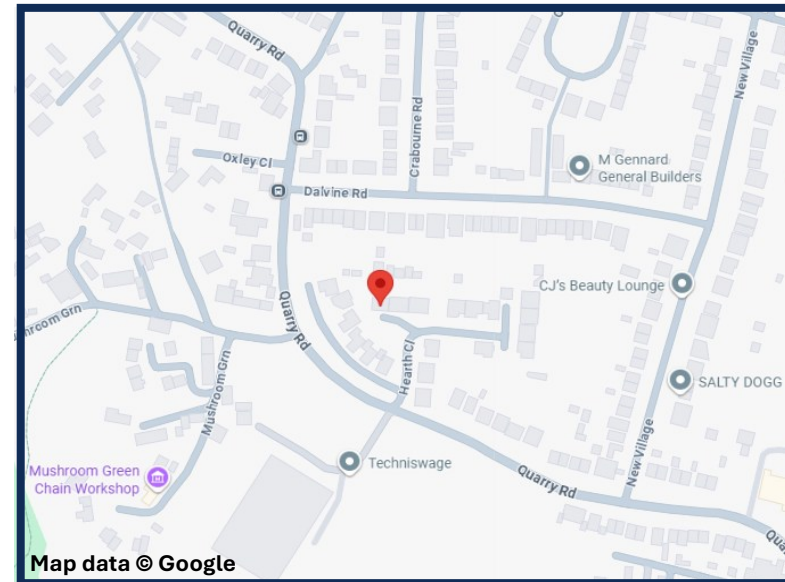 Quarry Rd
New Village
Crabourne Rd
M Gennard
General Builders
Oxley Cl
Dalvine Rd
CJ's Beauty Lounge
Quarry Rd
Mushroom Grn
Hearth Cl
SALTY DOGG
Mushroom Grn
Techniswage
New Village
Mushroom Green
Chain Workshop
Quarry Rd
Map data © Google